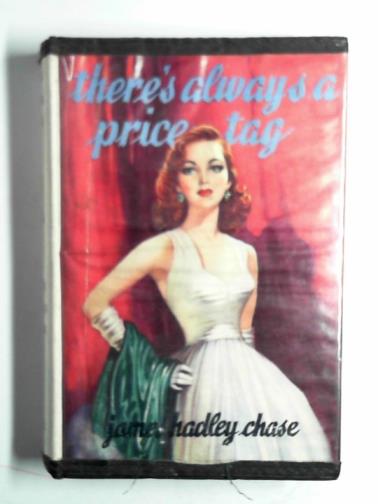 there's always a
price tag
james hadley chase